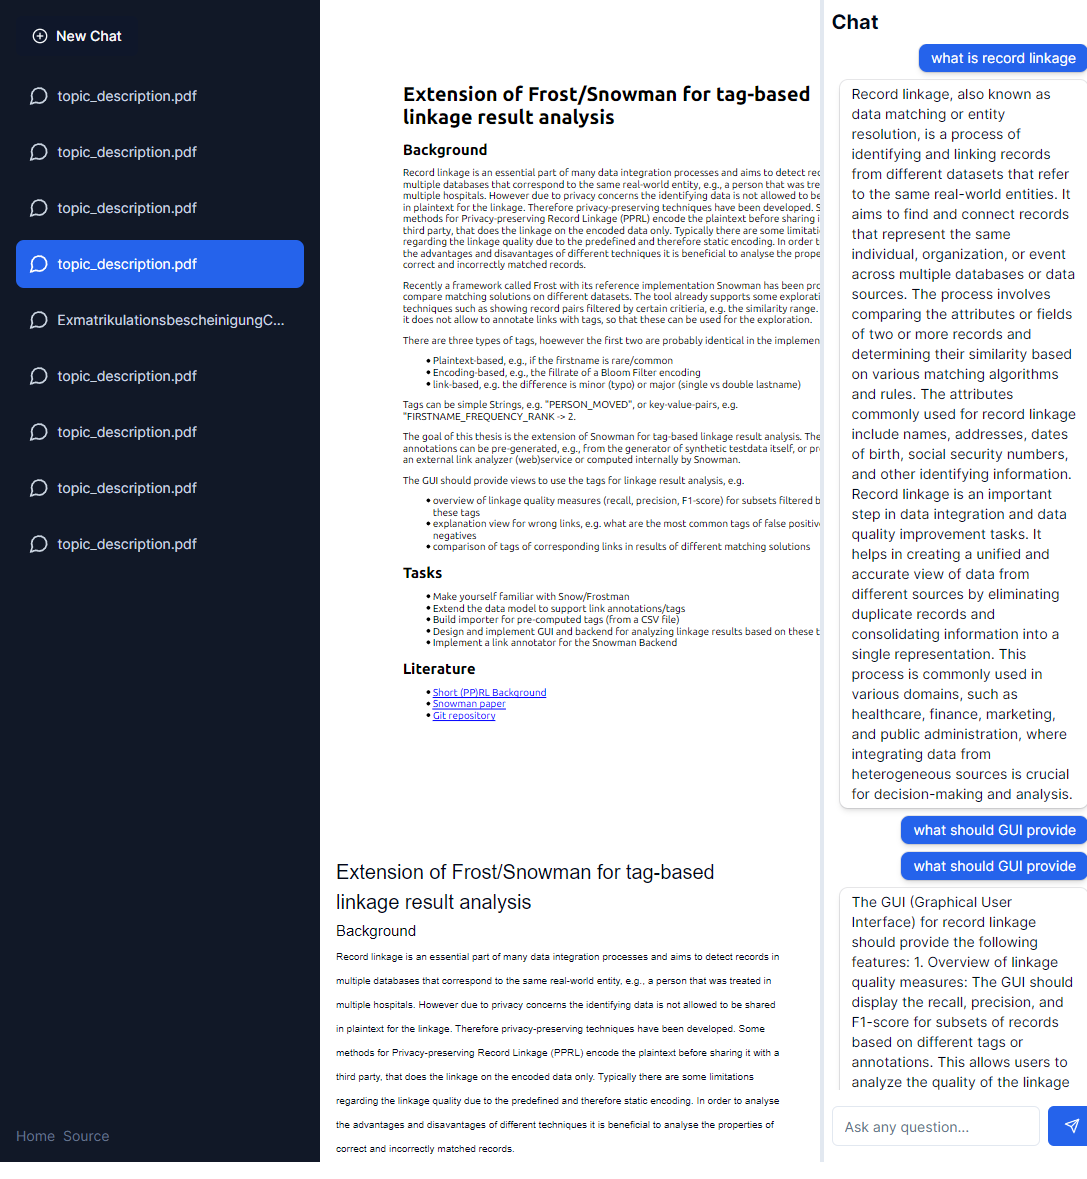 New Chat
topic_description.pdf
topic_description.pdf
topic_description.pdf
topic_description.pdf
ExmatrikulationsbescheinigungC...
topic_description.pdf
topic_description.pdf
topic_description.pdf
topic_description.pdf
Home Source
Extension of Frost/Snowman for tag-based
linkage result analysis
Background
Record linkage is an essential part of many data integration processes and aims to detect
multiple databases that correspond to the same real-world entity, e.g., a person that was
multiple hospitals. However due to privacy concerns the identifying data is not allowed to
in plaintext for the linkage. Therefore privacy-preserving techniques have been developed.
methods for Privacy-preserving Record Linkage (PPRL) encode the plaintext before sharing
third party, that does the linkage on the encoded data only. Typically there are some
regarding the linkage quality due to the predefined and therefore static encoding. In order
the advantages and disavantages of different techniques it is beneficial to analyse the
correct and incorrectly matched records.
Recently a framework called Frost with its reference implementation Snowman has been
compare matching solutions on different datasets. The tool already supports some
techniques such as showing record pairs filtered by certain critieria, e.g. the similarity range.
it does not allow to annotate links with tags, so that these can be used for the exploration.
There are three types of tags, hoewever the first two are probably identical in the
• Plaintext-based, e.g., if the firstname is rare/common
• Encoding-based, e.g., the fillrate of a Bloom Filter encoding
• link-based, e.g. the difference is minor (typo) or major (single vs double lastname)
Tags can be simple Strings, e.g. "PERSON_MOVED", or key-value-pairs, e.g.
"FIRSTNAME_FREQUENCY_RANK -> 2.
The goal of this thesis is the extension of Snowman for tag-based linkage result analysis. The
annotations can be pre-generated, e.g., from the generator of synthetic testdata itself, or
an external link analyzer (web)service or computed internally by Snowman.
The GUI should provide views to use the tags for linkage result analysis, e.g.
• overview of linkage quality measures (recall, precision, F1-score) for subsets filtered
these tags
• explanation view for wrong links, e.g. what are the most common tags of false
negatives
• comparison of tags of corresponding links in results of different matching solutions
Tasks
• Make yourself familiar with Snow/Frostman
• Extend the data model to support link annotations/tags
• Build importer for pre-computed tags (from a CSV file)
• Design and implement GUI and backend for analyzing linkage results based on these
• Implement a link annotator for the Snowman Backend
Literature
• Short (PP)RL Background
• Snowman paper
• Git repository
Extension of Frost/Snowman for tag-based
linkage result analysis
Background
Record linkage is an essential part of many data integration processes and aims to detect records in
multiple databases that correspond to the same real-world entity, e.g., a person that was treated in
multiple hospitals. However due to privacy concerns the identifying data is not allowed to be shared
in plaintext for the linkage. Therefore privacy-preserving techniques have been developed. Some
methods for Privacy-preserving Record Linkage (PPRL) encode the plaintext before sharing it with a
third party, that does the linkage on the encoded data only. Typically there are some limitations
regarding the linkage quality due to the predefined and therefore static encoding. In order to analyse
the advantages and disavantages of different techniques it is beneficial to analyse the properties of
correct and incorrectly matched records.
Chat
what is record linkage
Record linkage, also known as
data matching or entity
resolution, is a process of
identifying and linking records
from different datasets that refer
to the same real-world entities. It
aims to find and connect records
that represent the same
individual, organization, or event
across multiple databases or data
sources. The process involves
comparing the attributes or fields
of two or more records and
determining their similarity based
on various matching algorithms
and rules. The attributes
commonly used for record linkage
include names, addresses, dates
of birth, social security numbers,
and other identifying information.
Record linkage is an important
step in data integration and data
quality improvement tasks. It
helps in creating a unified and
accurate view of data from
different sources by eliminating
duplicate records and
consolidating information into a
single representation. This
process is commonly used in
various domains, such as
healthcare, finance, marketing,
and public administration, where
integrating data from
heterogeneous sources is crucial
for decision-making and analysis.
what should GUI provide
what should GUI provide
The GUI (Graphical User
Interface) for record linkage
should provide the following
features: 1. Overview of linkage
quality measures: The GUI should
display the recall, precision, and
F1-score for subsets of records
based on different tags or
annotations. This allows users to
analyze the quality of the linkage
Ask any question...